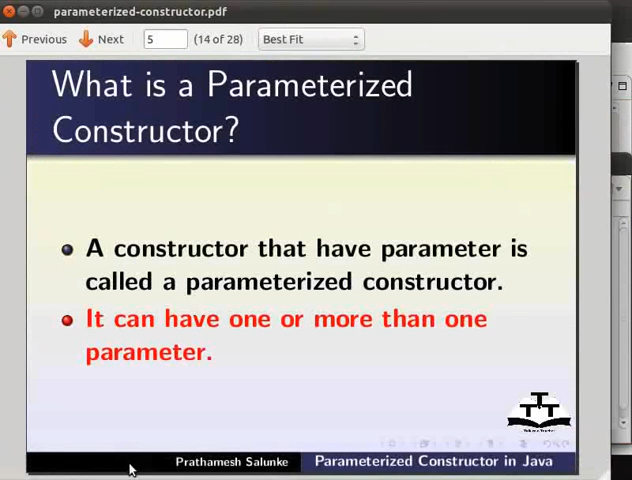 parameterized-constructor.pdf
Previous Next 5 (14 of 28) Best Fit
What is a Parameterized
Constructor?
A constructor that have parameter is
called a parameterized constructor.
It can have one or more than one
parameter.
Prathamesh Salunke Parameterized Constructor in Java